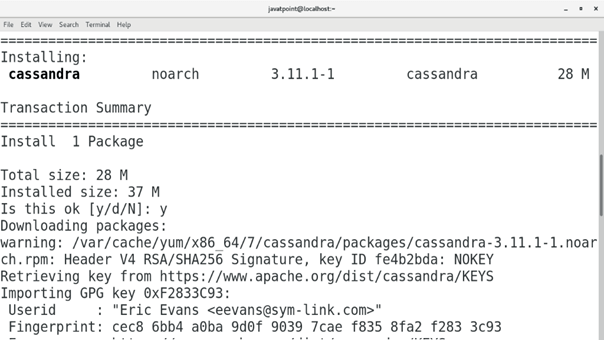 javatpoint@localhost:~
File Edit View Search Terminal Help
================================================================================
Installing:
cassandra noarch 3.11.1-1 cassandra 28 M
Transaction Summary
================================================================================
Install 1 Package
Total size: 28 M
Installed size: 37 M
Is this ok [y/d/N]: y
Downloading packages:
warning: /var/cache/yum/x86_64/7/cassandra/packages/cassandra-3.11.1-1.noar
ch.rpm: Header V4 RSA/SHA256 Signature, key ID fe4b2bda: NOKEY
Retrieving key from https://www.apache.org/dist/cassandra/KEYS
Importing GPG key 0xF2833C93:
Userid : "Eric Evans <eevans@sym-link.com>"
Fingerprint: cec8 6bb4 a0ba 9d0f 9039 7cae f835 8fa2 f283 3c93